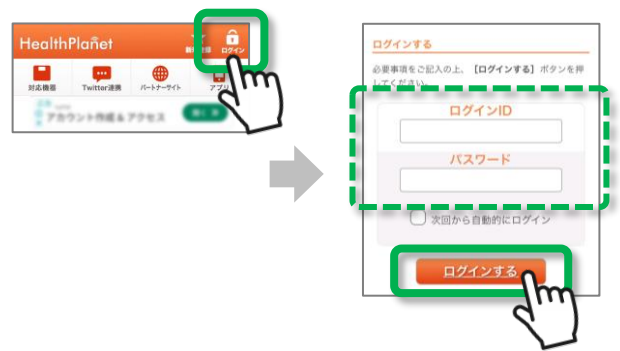 HealthPlanet
ログイン
対応機器
Twitter連携
パートナーサイト
アプリ
アカウント作成 & アクセス
ログインする
必要事項をご記入の上、【ログインする】ボタンを押
してください。
ログインID
パスワード
次回から自動的にログイン
ログインする